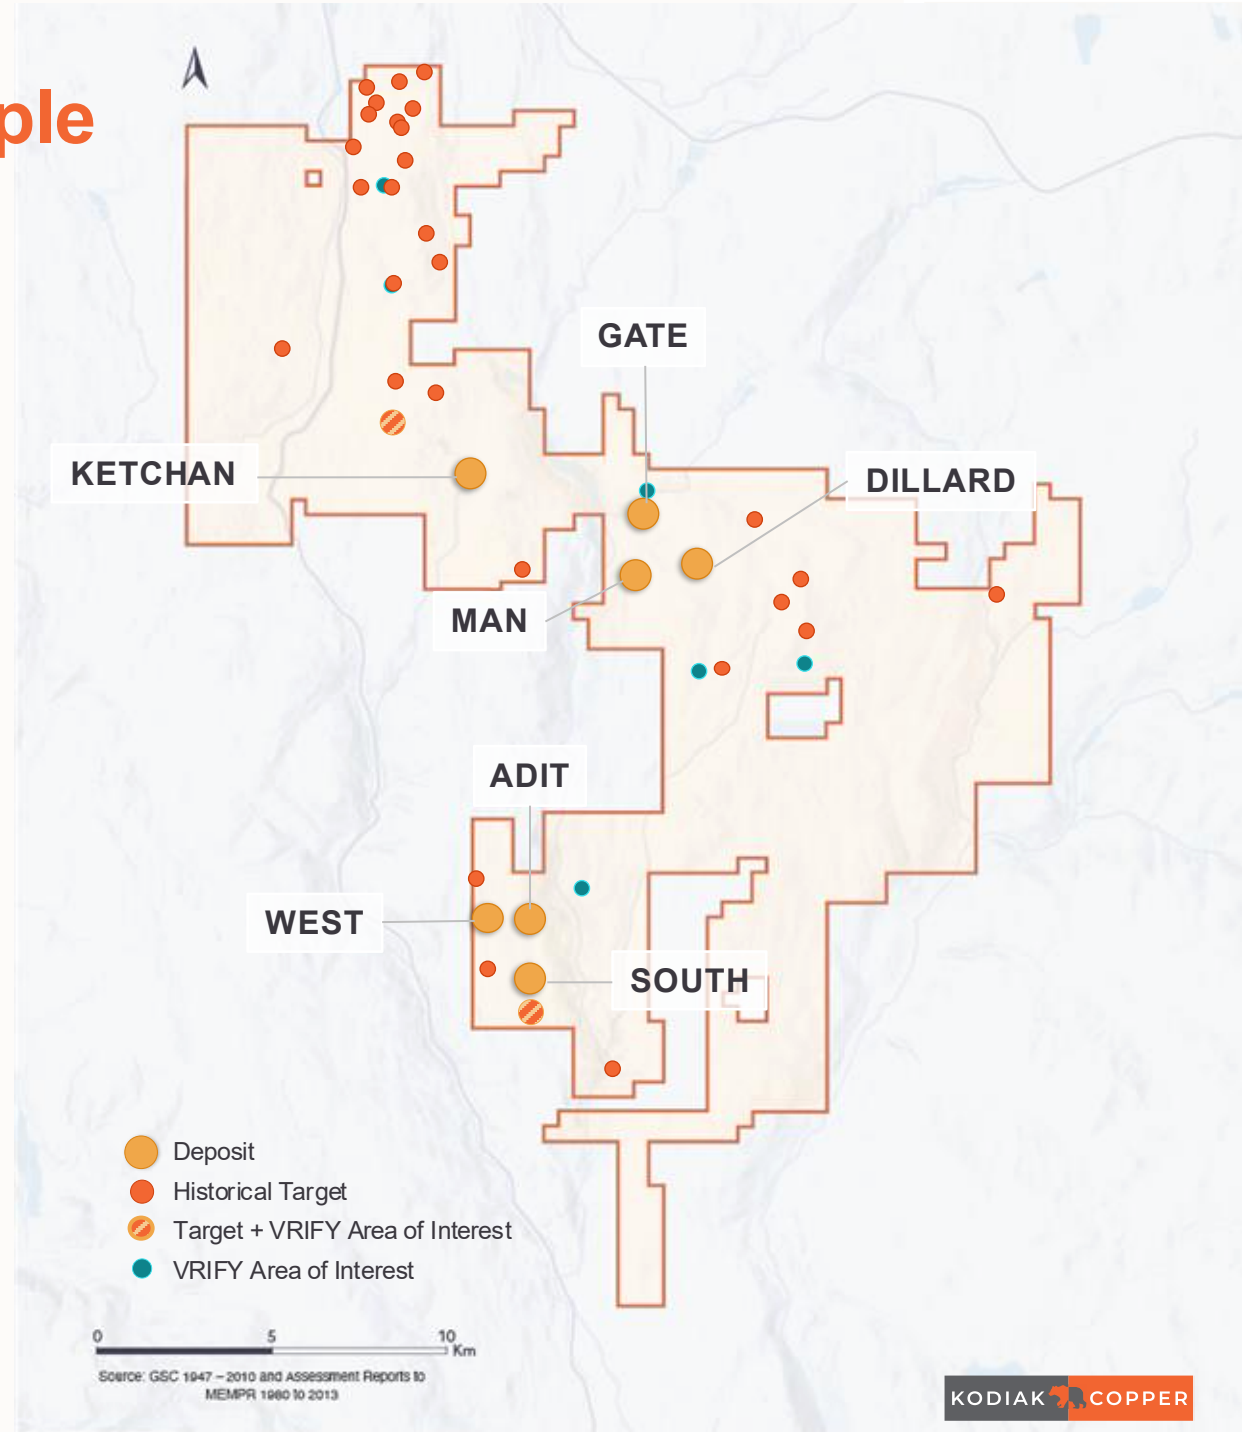 ple
GATE
KETCHAN
DILLARD
MAN
ADIT
WEST
SOUTH
Deposit
Historical Target
Target + VRIFY Area of Interest
VRIFY Area of Interest
0 5 10
Km
Source: GSC 1947 – 2010 and Assessment Reports to
MEMPR 1980 to 2013
KODIAK COPPER